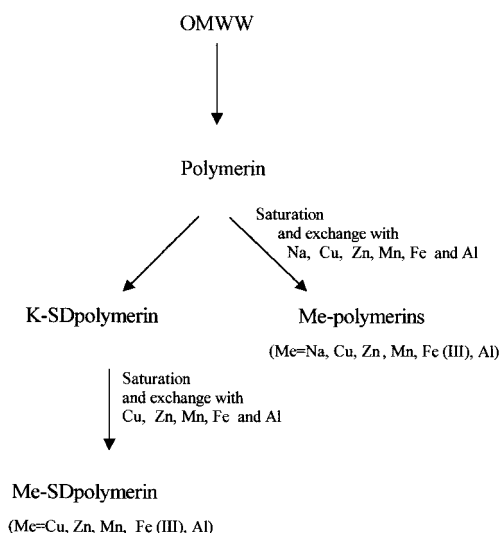 OMWW
Polymerin
Saturation
and exchange with
Na, Cu, Zn, Mn, Fe and Al
K-SDpolymerin
Me-polymerins
(Me=Na, Cu, Zn, Mn, Fe (III), Al)
Saturation
and exchange with
Cu, Zn, Mn, Fe and Al
Me-SDpolymerin
(Me=Cu, Zn, Mn, Fe (III), Al)